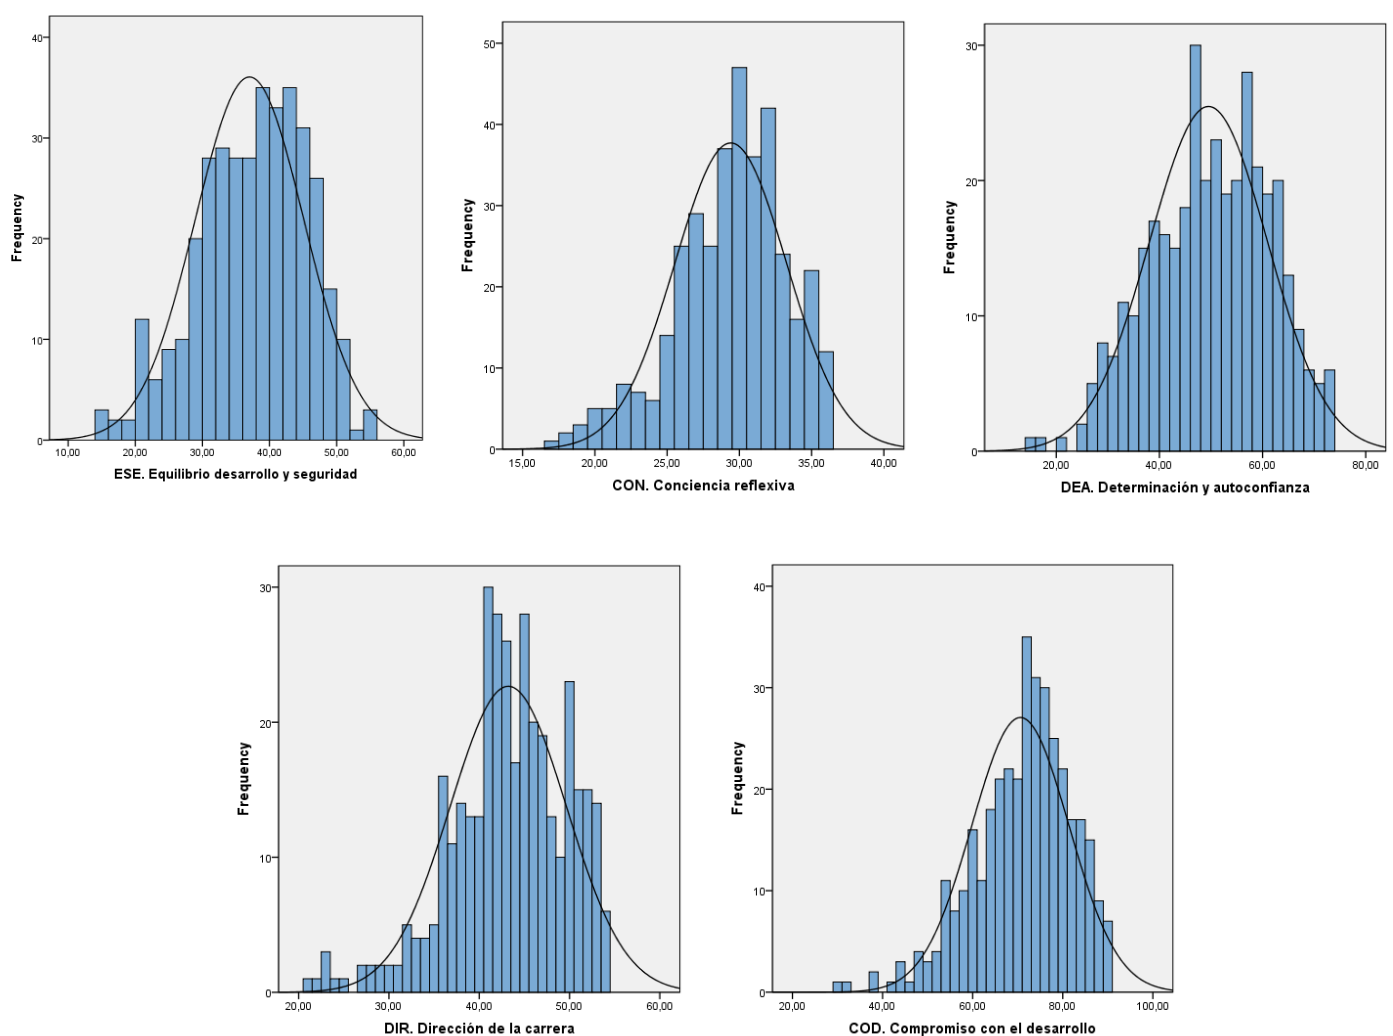 40
30
20
10
0
Frequency
10,00 20,00 30,00 40,00 50,00 60,00
ESE. Equilibrio desarrollo y seguridad
50
40
30
20
10
0
Frequency
15,00 20,00 25,00 30,00 35,00 40,00
CON. Conciencia reflexiva
30
20
10
0
Frequency
20,00 40,00 60,00 80,00
DEA. Determinación y autoconfianza
30
20
10
0
Frequency
20,00 30,00 40,00 50,00 60,00
DIR. Dirección de la carrera
40
30
20
10
0
Frequency
20,00 40,00 60,00 80,00 100,00
COD. Compromiso con el desarrollo